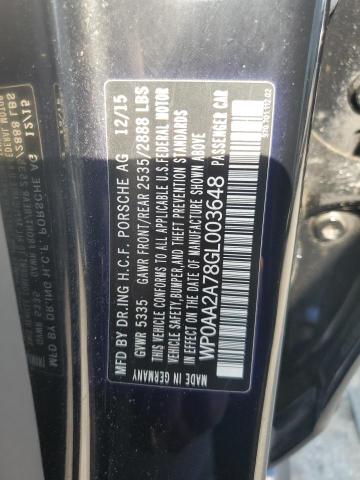 MFD BY DR.ING H.C.F. PORSCHE AG 12/15
GVWR 5335 GAWR FRONT/REAR 2535/2888 LBS
THIS VEHICLE CONFORMS TO ALL APPLICABLE U.S.FEDERAL MOTOR
VEHICLE SAFETY, BUMPER, AND THEFT PREVENTION STANDARDS
IN EFFECT ON THE DATE OF MANUFACTURE SHOWN ABOVE.
WP0AA2A78GL003648 PASSENGER CAR
MADE IN GERMANY